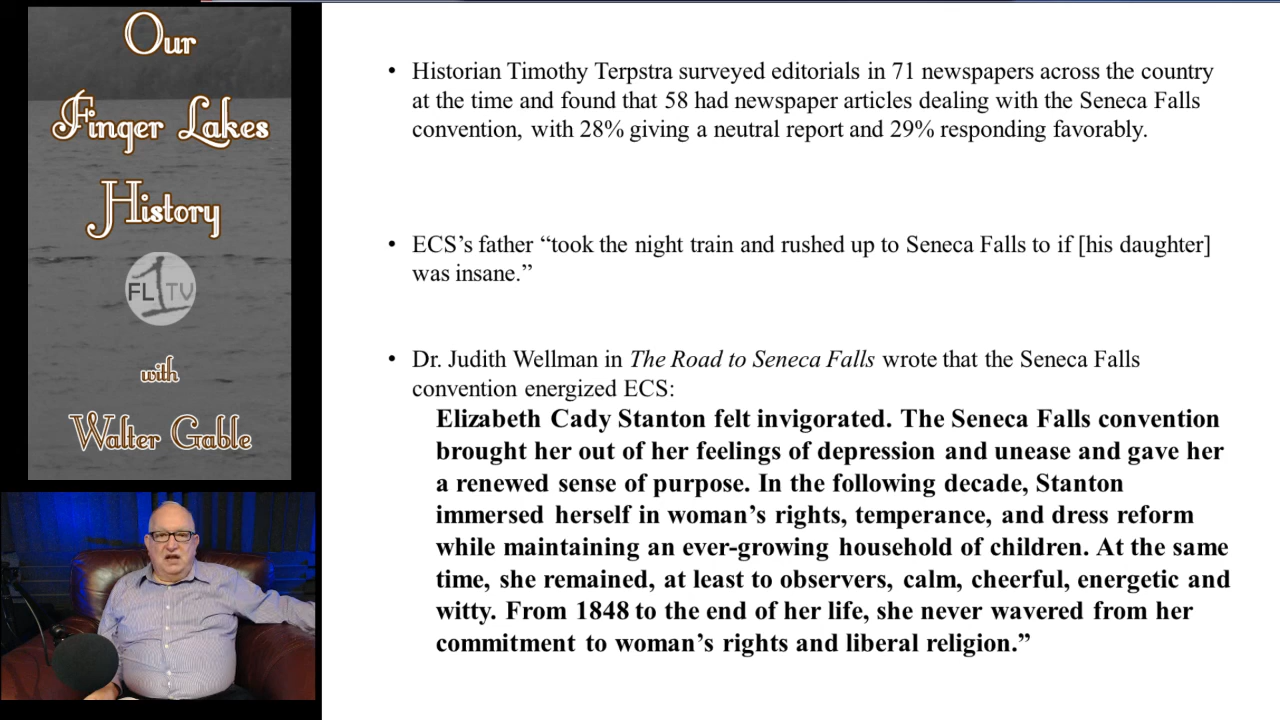 Our
Finger Lakes
History
FL1TV
with
Walter Gable
• Historian Timothy Terpstra surveyed editorials in 71 newspapers across the country
at the time and found that 58 had newspaper articles dealing with the Seneca Falls
convention, with 28% giving a neutral report and 29% responding favorably.
• ECS’s father “took the night train and rushed up to Seneca Falls to if [his daughter]
was insane.”
• Dr. Judith Wellman in The Road to Seneca Falls wrote that the Seneca Falls
convention energized ECS:
Elizabeth Cady Stanton felt invigorated. The Seneca Falls convention
brought her out of her feelings of depression and unease and gave her
a renewed sense of purpose. In the following decade, Stanton
immersed herself in woman’s rights, temperance, and dress reform
while maintaining an ever-growing household of children. At the same
time, she remained, at least to observers, calm, cheerful, energetic and
witty. From 1848 to the end of her life, she never wavered from her
commitment to woman’s rights and liberal religion.”